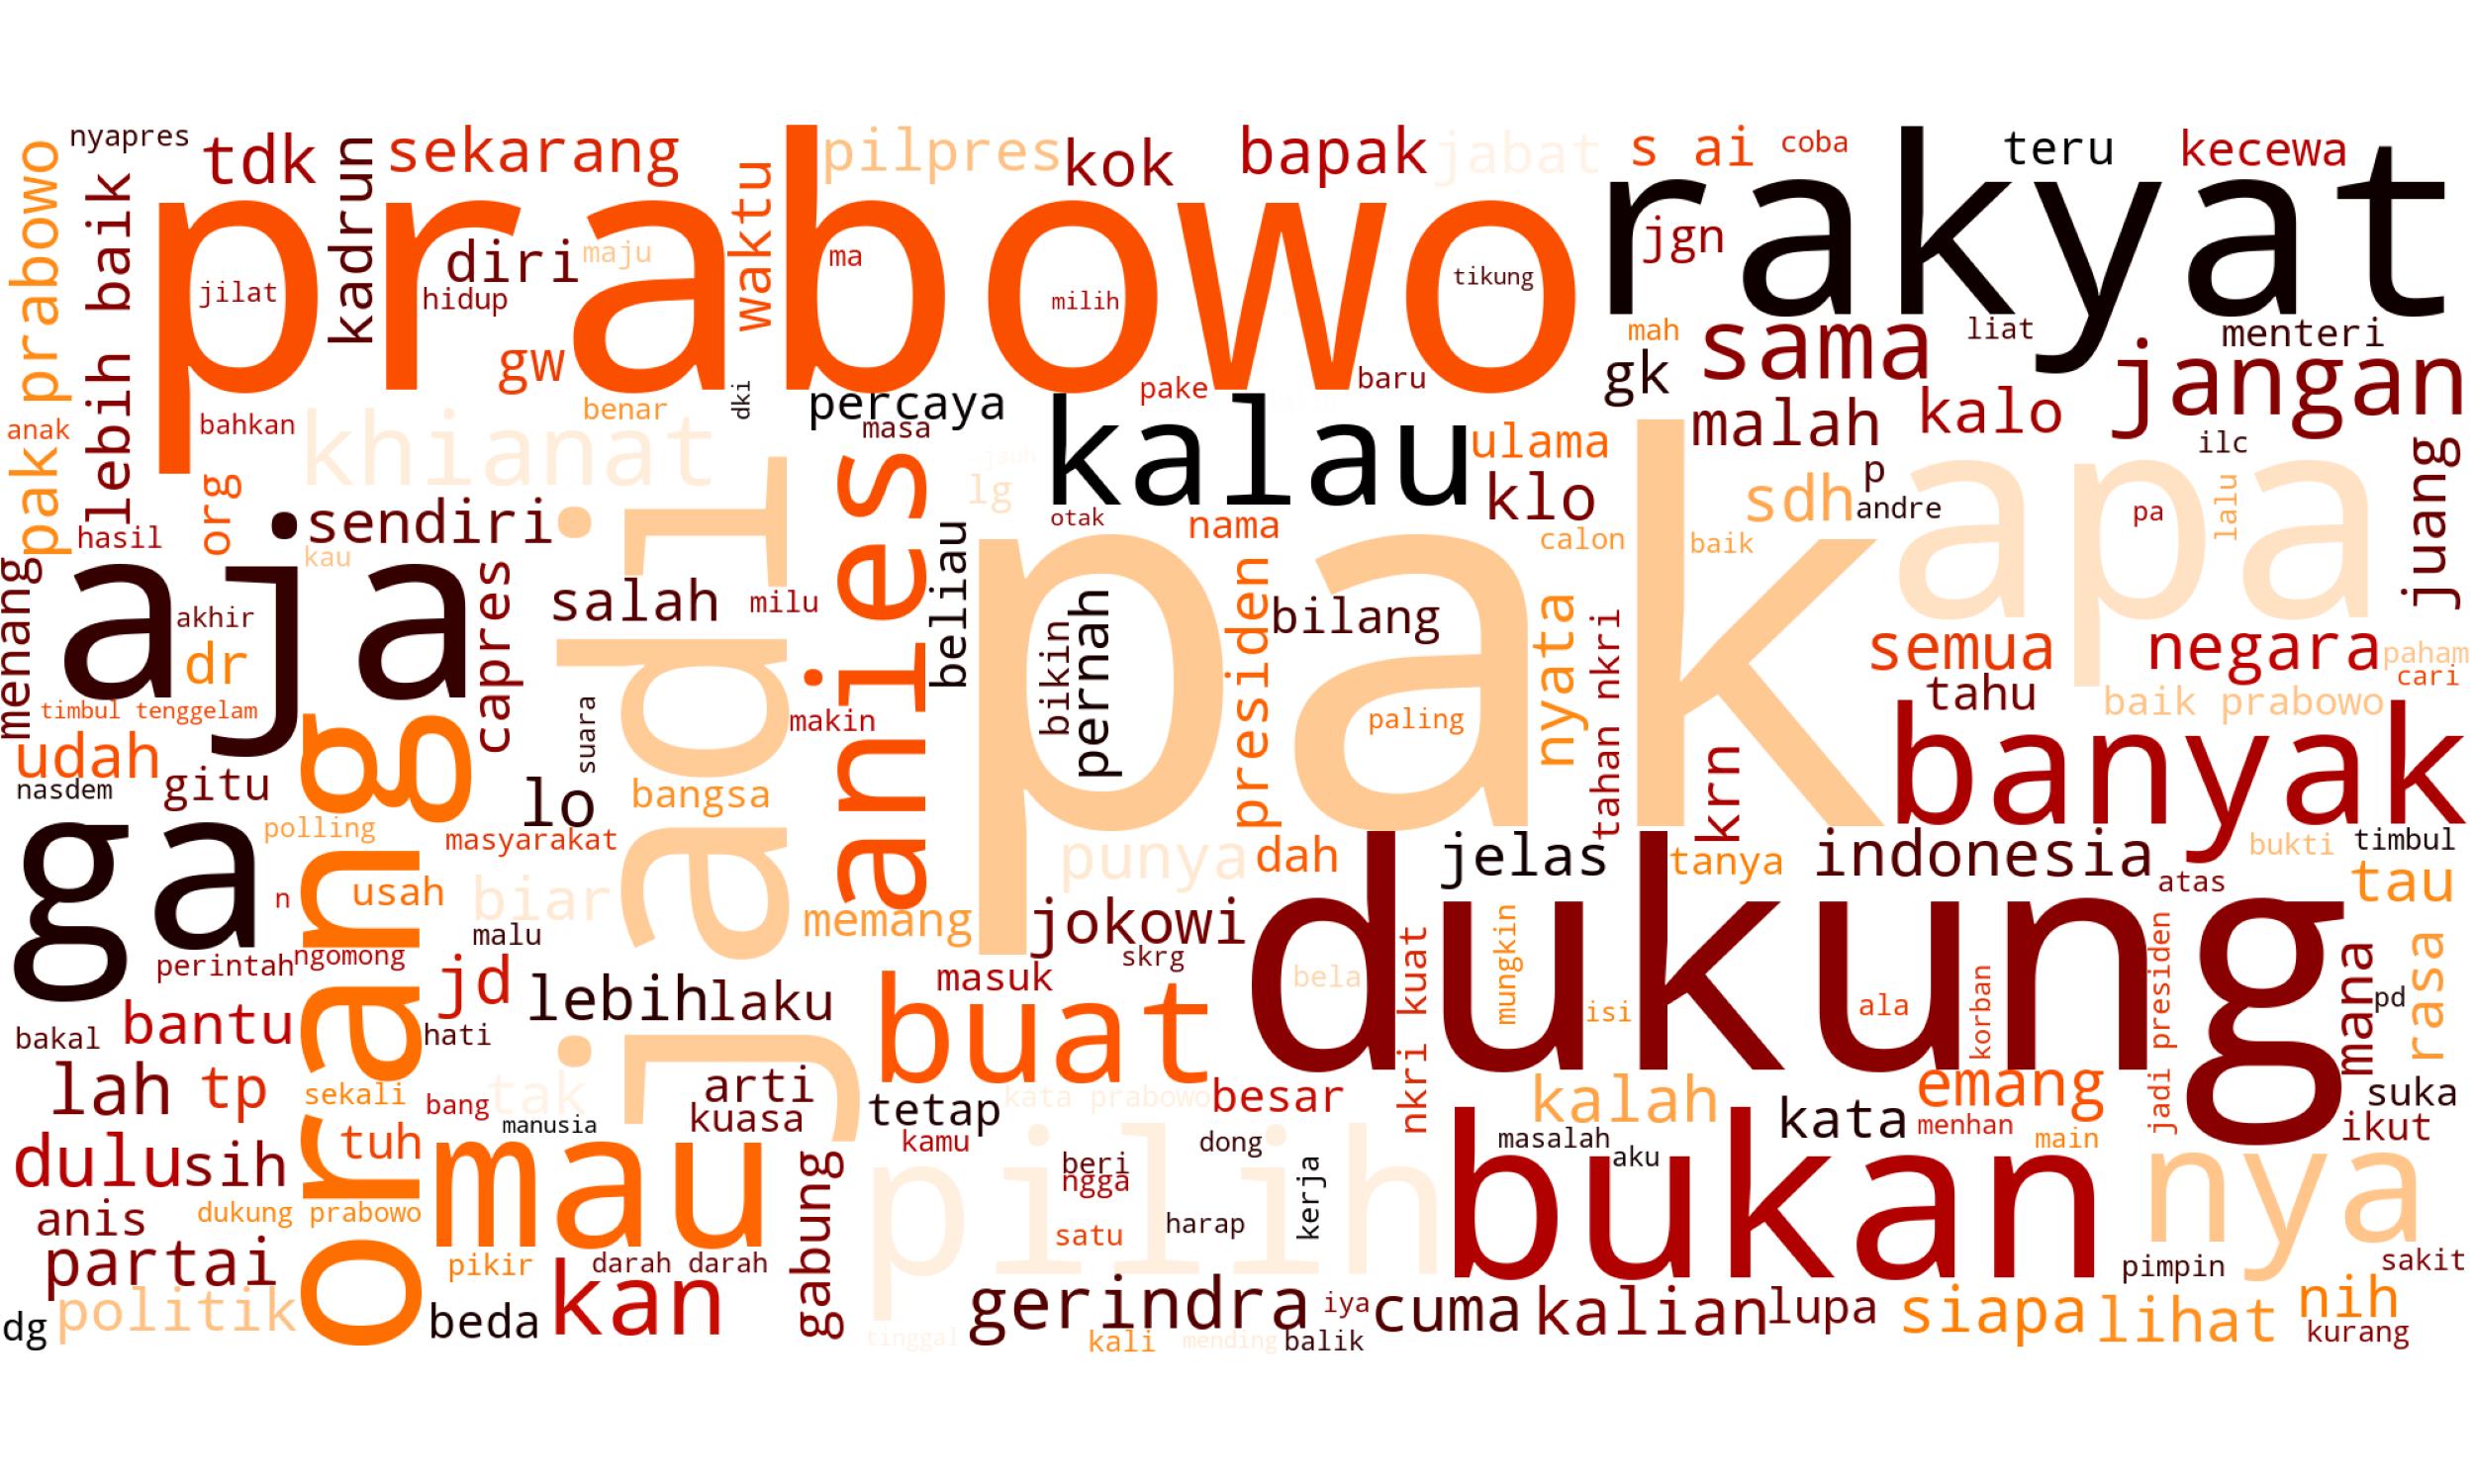 nyapres
tdk
sekarang
pilpres
kok
bapak
jabat
s ai
coba
teru
kecewa
pak prabowo
lebih baik
kadrun
prabowo
waktu
rakyat
jilat
diri
maju
hidup
ma
milih
tikung
jgn
gw
mah
sama
liat
menteri
gk
jangan
anak
bahkan
khianat
benar
dki
percaya
masa
pake
baru
kalau
ulama
malah
kalo
ilc
juang
org
hasil
sendiri
kau
jauh
lg
otak
nama
klo
calon
sdh
p
andre
baik
pa
lalu
apa
menang
aja
akhir
dr
timbul tenggelam
capres
salah
milu
jadi
anies
beliau
bikin
pernah
pak
presiden
bilang
paling
nyata
tahan nkri
krn
semua
tahu
negara
paham
cari
baik prabowo
banyak
udah
gitu
nasdem
orang
suara
makin
lo
bangsa
polling
masyarakat
ga
n
usah
biar
malu
memang
punya
dah
jelas
tanya
indonesia
bukti
timbul
atas
tau
jokowi
skrg
masuk
dukung
bela
nkri kuat
mungkin
isi
ala
korban
jadi presiden
mana
pd
rasa
perintah
ngomong
jd
lebih
laku
buat
bakal
bantu
hati
lah
tp
sekali
bang
tak
manusia
arti
kuasa
tetap
kata prabowo
besar
kamu
kalah
kata
emang
menhan
main
suka
ikut
dulu
sih
tuh
mau
gabung
pilih
beri
ngga
dong
kerja
masalah
aku
bukan
nya
anis
dukung prabowo
satu
harap
partai
pikir
darah darah
pimpin
sakit
dg
politik
beda
kan
gerindra
iya
cuma
kalian
lupa
siapa
lihat
nih
kurang
tinggal
kali
mending
balik